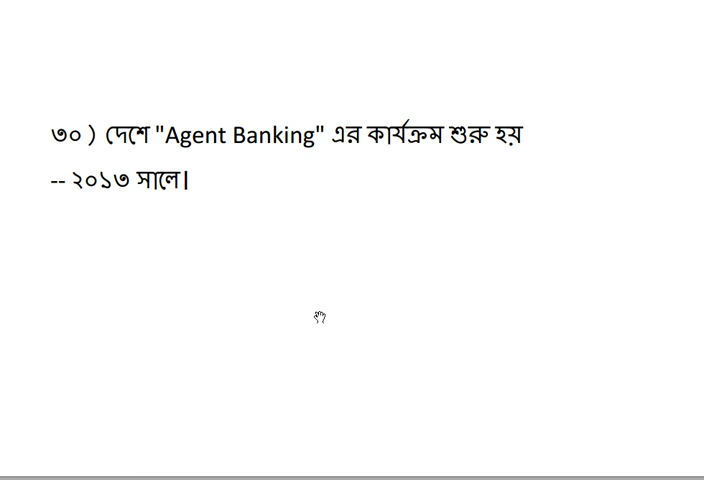 ৩০ ) দেশে "Agent Banking" এর কার্যক্রম শুরু হয়
-- ২০১৩ সালে।